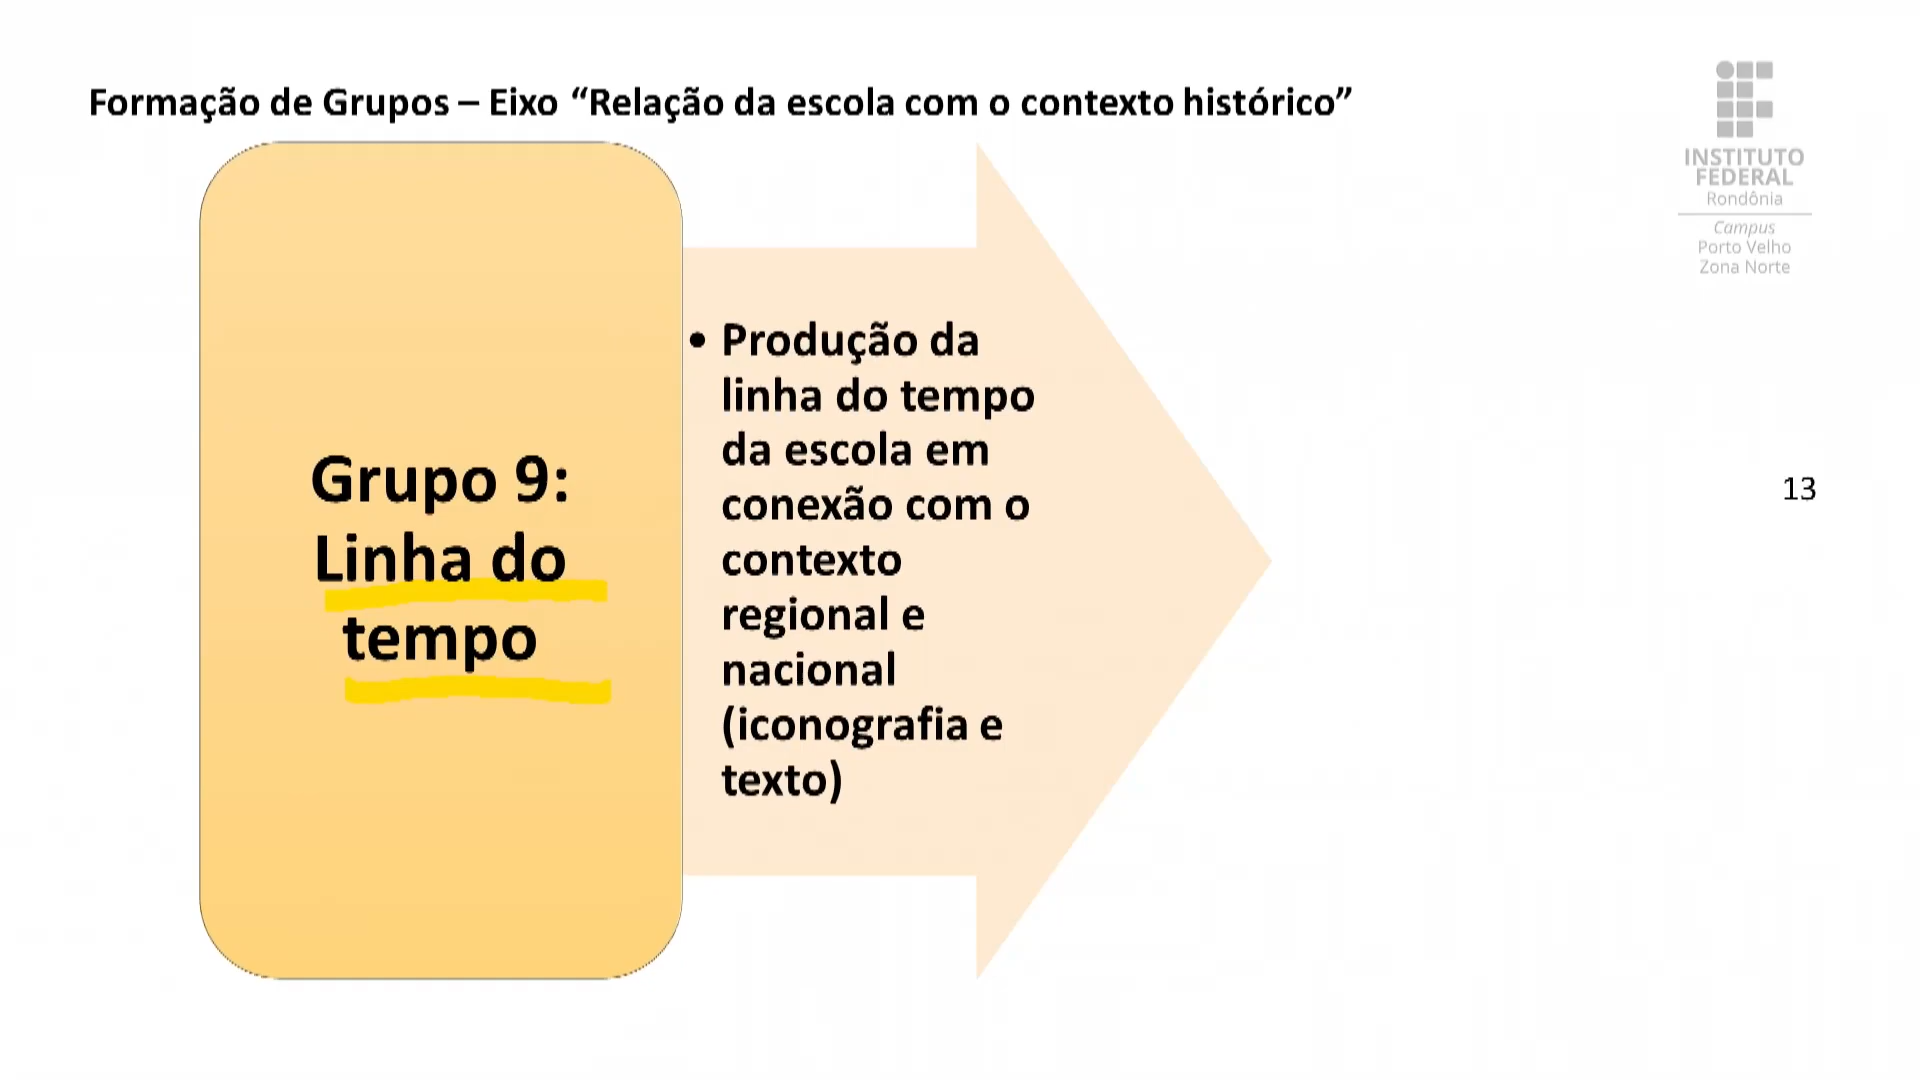 Formação de Grupos – Eixo “Relação da escola com o contexto histórico”
INSTITUTO
FEDERAL
Rondônia
Campus
Porto Velho
Zona Norte
Grupo 9:
Linha do
tempo
• Produção da
linha do tempo
da escola em
conexão com o
contexto
regional e
nacional
(iconografia e
texto)
13